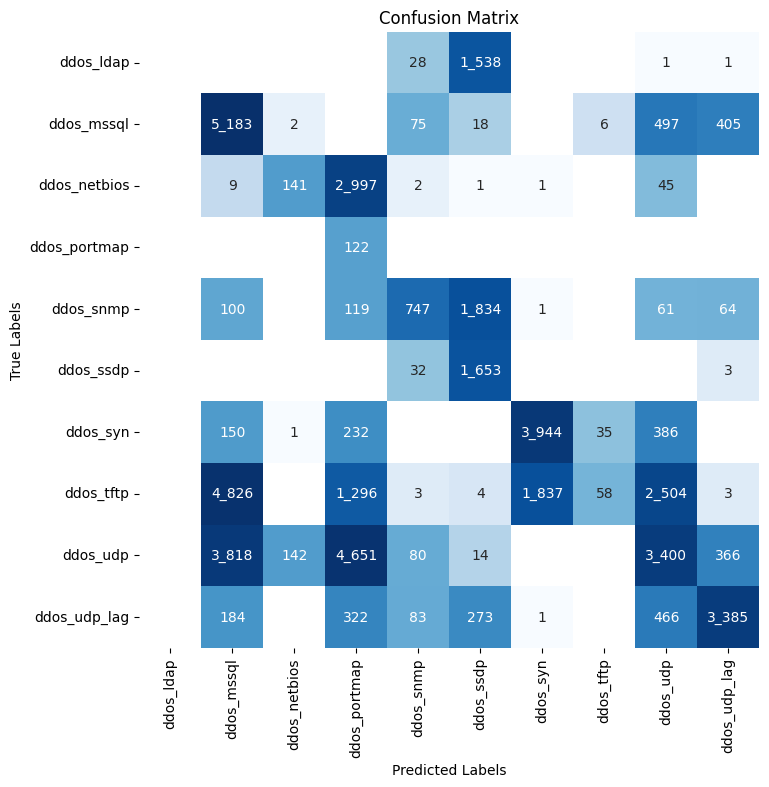 Confusion Matrix
ddos_ldap 28 1_538 1 1
ddos_mssql 5_183 2 75 18 6 497 405
ddos_netbios 9 141 2_997 2 1 1 45
ddos_portmap 122
ddos_snmp 100 119 747 1_834 1 61 64
ddos_ssdp 32 1_653 3
ddos_syn 150 1 232 3_944 35 386
ddos_tftp 4_826 1_296 3 4 1_837 58 2_504 3
ddos_udp 3_818 142 4_651 80 14 3_400 366
ddos_udp_lag 184 322 83 273 1 466 3_385
True Labels
ddos_ldap ddos_mssql ddos_netbios ddos_portmap ddos_snmp ddos_ssdp ddos_syn ddos_tftp ddos_udp ddos_udp_lag
Predicted Labels